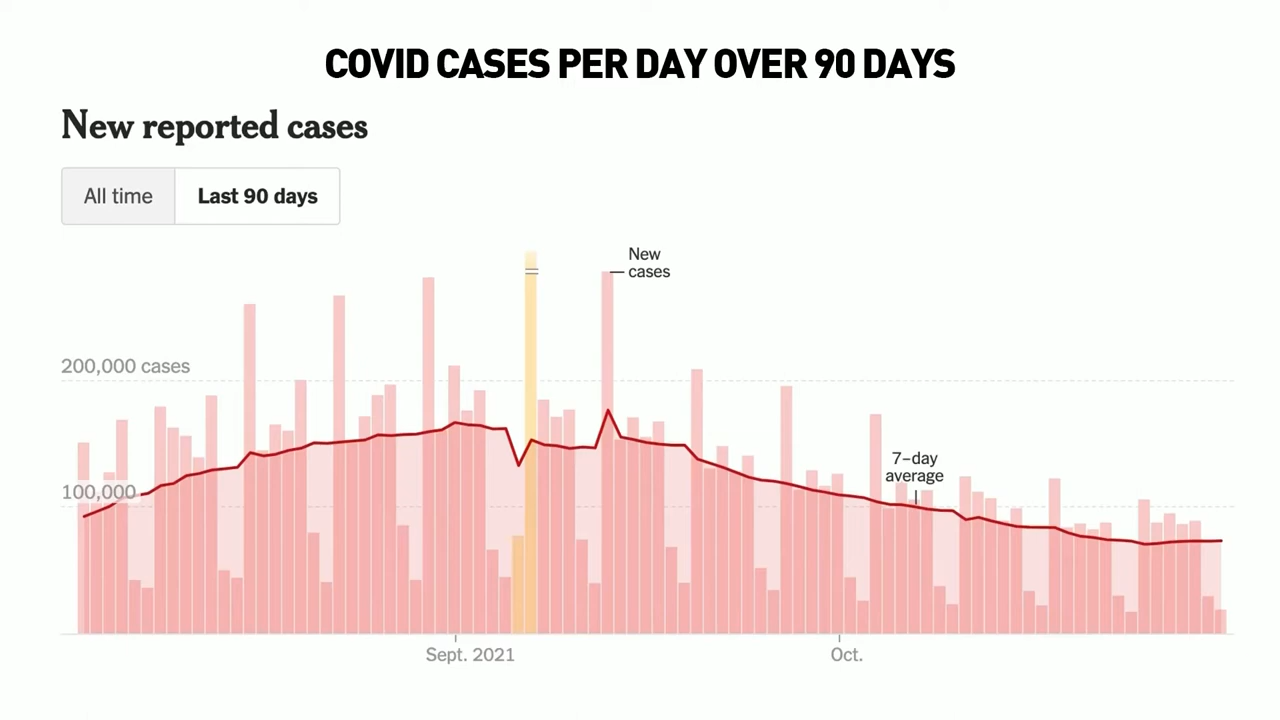 COVID CASES PER DAY OVER 90 DAYS
New reported cases
All time
Last 90 days
New
cases
200,000 cases
7–day
average
100,000
Sept. 2021
Oct.